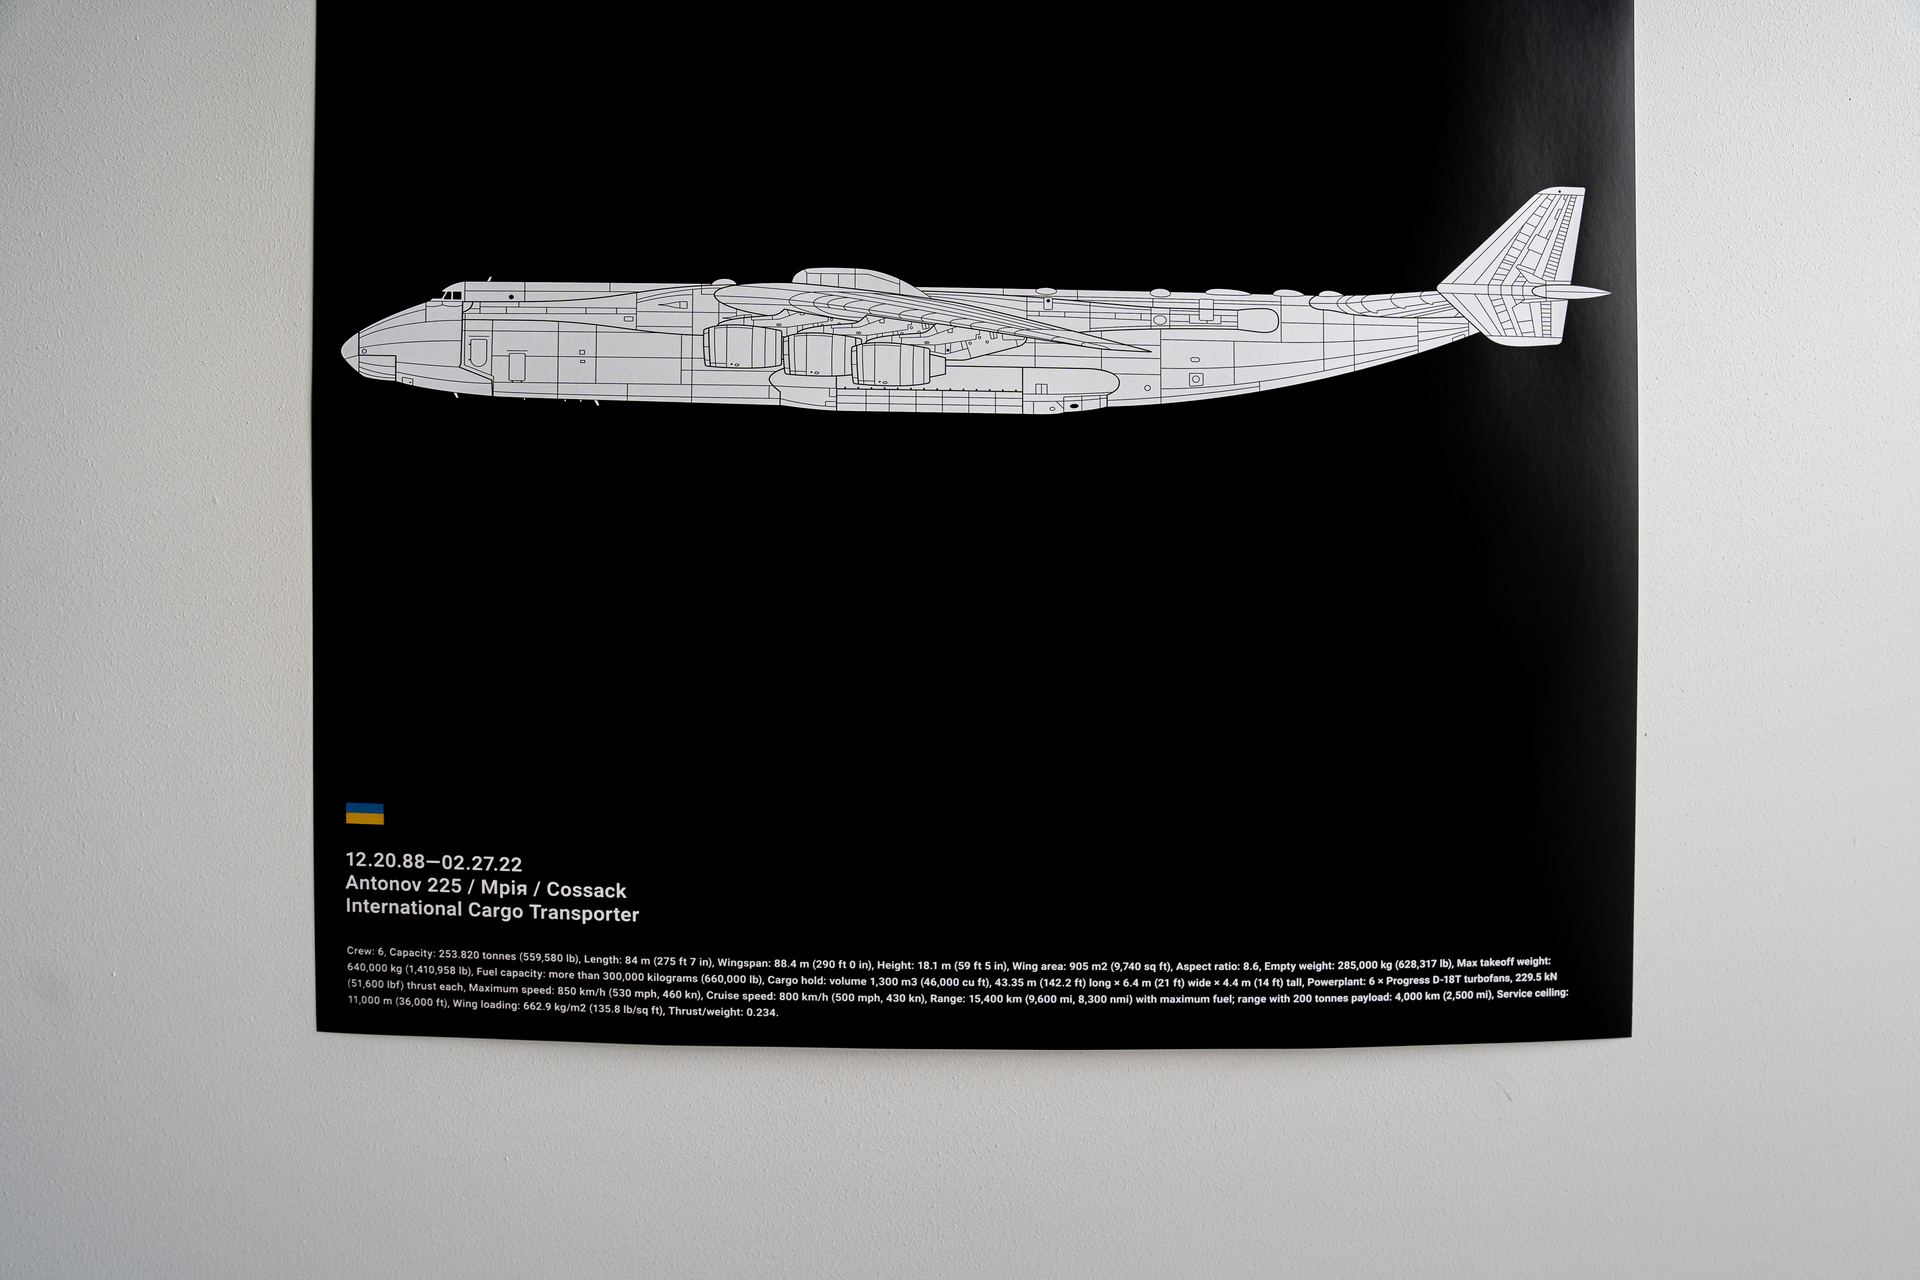 12.20.88—02.27.22
Antonov 225 / Мрія / Cossack
International Cargo Transporter
Crew: 6, Capacity: 253.820 tonnes (559,580 lb), Length: 84 m (275 ft 7 in), Wingspan: 88.4 m (290 ft 0 in), Height: 18.1 m (59 ft 5 in), Wing area: 905 m2 (9,740 sq ft), Aspect ratio: 8.6, Empty weight: 285,000 kg (628,317 lb), Max takeoff weight:
640,000 kg (1,410,958 lb), Fuel capacity: more than 300,000 kilograms (660,000 lb), Cargo hold: volume 1,300 m3 (46,000 cu ft), 43.35 m (142.2 ft) long × 6.4 m (21 ft) wide × 4.4 m (14 ft) tall, Powerplant: 6 × Progress D-18T turbofans, 229.5 kN
(51,600 lbf) thrust each, Maximum speed: 850 km/h (530 mph, 460 kn), Cruise speed: 800 km/h (500 mph, 430 kn), Range: 15,400 km (9,600 mi, 8,300 nmi) with maximum fuel; range with 200 tonnes payload: 4,000 km (2,500 mi), Service ceiling:
11,000 m (36,000 ft), Wing loading: 662.9 kg/m2 (135.8 lb/sq ft), Thrust/weight: 0.234.